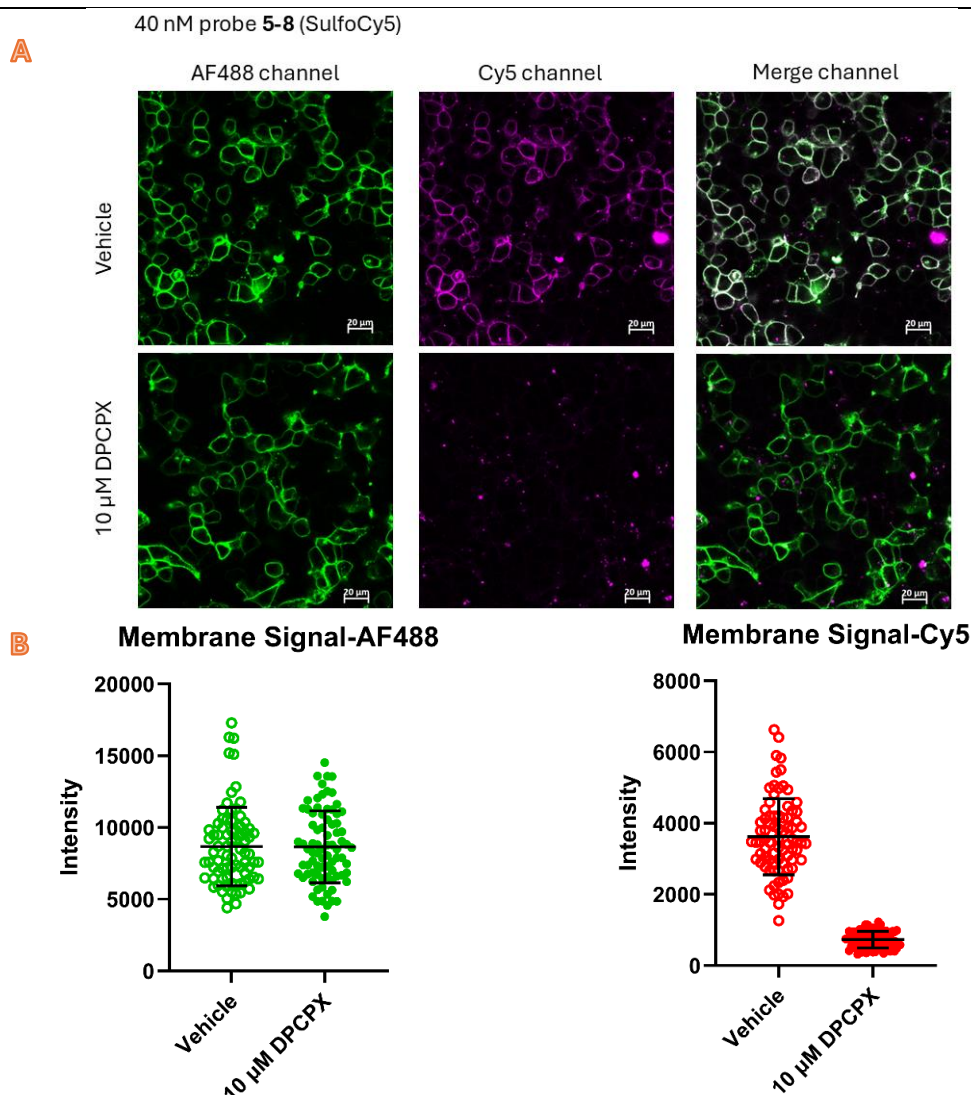 40 nM probe 5-8 (SulfoCy5)
A
AF488 channel
Cy5 channel
Merge channel
Vehicle
20 µm
20 µm
20 µm
10 µM DPCPX
20 µm
20 µm
20 µm
B
Membrane Signal-AF488
Membrane Signal-Cy5
Intensity
20000
15000
10000
5000
0
Vehicle
10 µM DPCPX
Intensity
8000
6000
4000
2000
0
Vehicle
10 µM DPCPX